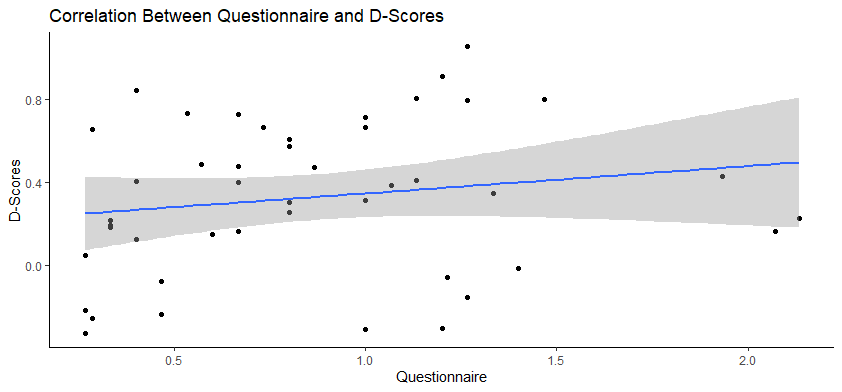 Correlation Between Questionnaire and D-Scores
D-Scores
0.8
0.4
0.0
0.5 1.0 1.5 2.0
Questionnaire